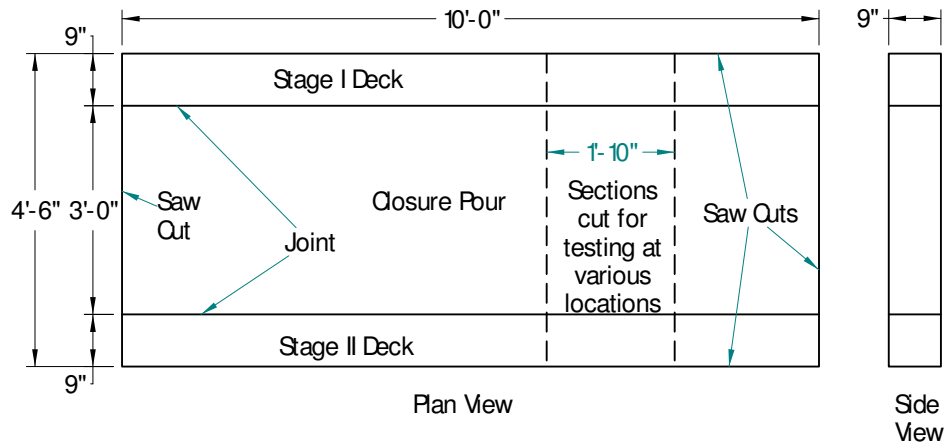 10'-0"
9"
9"
Stage I Deck
1'-10"
4'-6"
3'-0"
Saw
Cut
Closure Pour
Sections
cut for
testing at
various
locations
Saw Cuts
Joint
Stage II Deck
9"
Plan View
Side
View